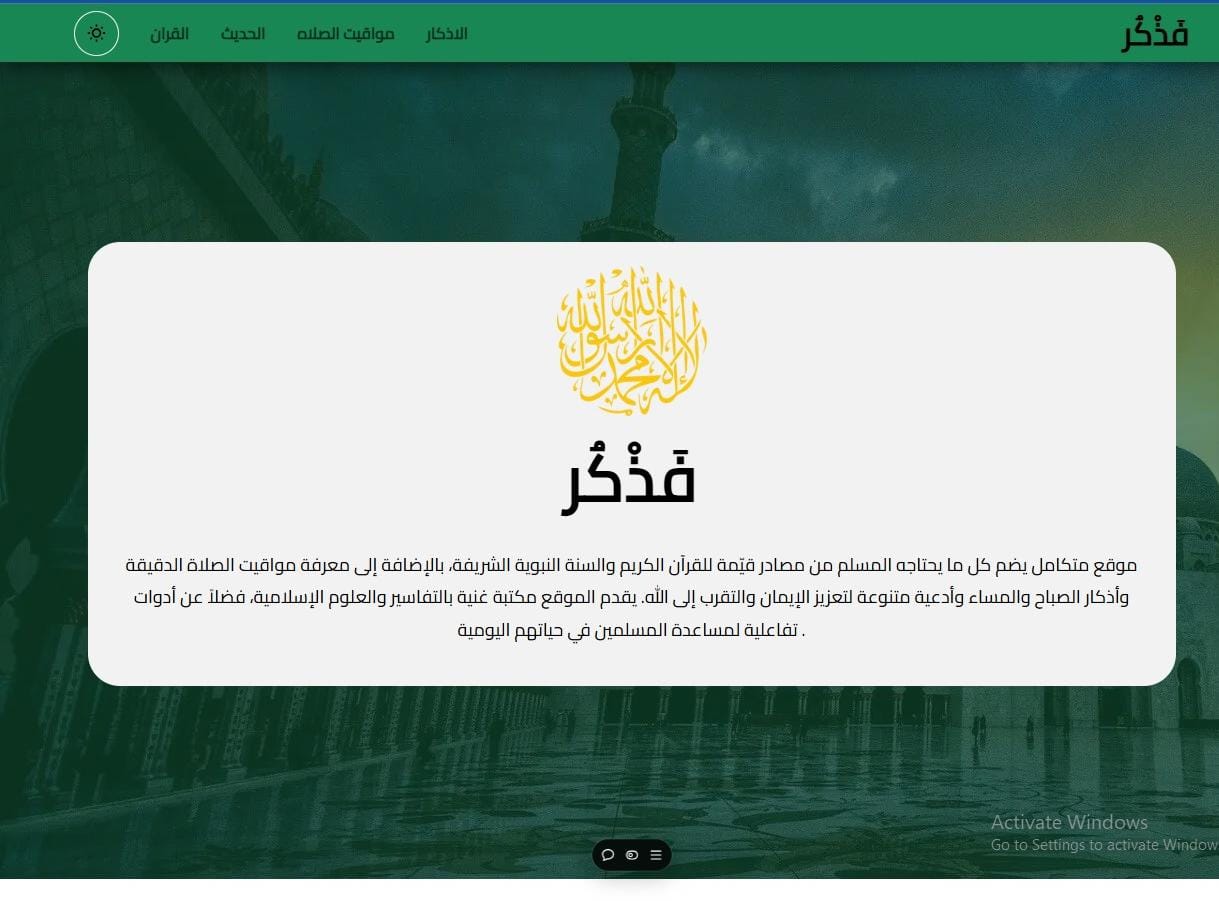 فَذْكُر
الاذكار
مواقيت الصلاه
الحديث
القران
لا إله إلا الله محمد رسول الله
فَذْكُر
موقع متكامل يضم كل ما يحتاجه المسلم من مصادر قيّمة للقرآن الكريم والسنة النبوية الشريفة، بالإضافة إلى معرفة مواقيت الصلاة الدقيقة
وأذكار الصباح والمساء وأدعية متنوعة لتعزيز الإيمان والتقرب إلى الله. يقدم الموقع مكتبة غنية بالتفاسير والعلوم الإسلامية، فضلاً عن أدوات
تفاعلية لمساعدة المسلمين في حياتهم اليومية .
Activate Windows
Go to Settings to activate Window